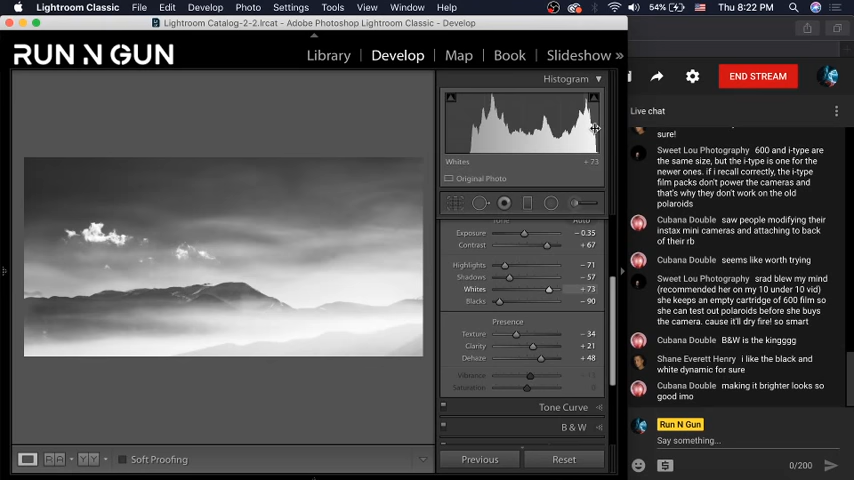 Lightroom Classic File Edit Develop Photo Settings Tools View Window Help 54% Thu 8:22 PM
Lightroom Catalog-2-2.lrcat - Adobe Photoshop Lightroom Classic - Develop
RUN N GUN
Library Develop Map Book Slideshow »
Histogram
Whites + 73
Original Photo
Tone Auto
Exposure − 0.35
Contrast + 67
Highlights − 71
Shadows − 57
Whites + 73
Blacks − 90
Presence
Texture − 34
Clarity + 21
Dehaze + 48
Vibrance
Saturation 0
Tone Curve
B & W
Previous Reset
RA YY Soft Proofing
END STREAM
Live chat
sure!
Sweet Lou Photography 600 and i-type are
the same size, but the i-type is one for the
newer ones. if i recall correctly, the i-type
film packs don't power the cameras and
that's why they don't work on the old
polaroids
Cubana Double saw people modifying their
instax mini cameras and attaching to back
of their rb
Cubana Double seems like worth trying
Sweet Lou Photography srad blew my mind
(recommended her on my 10 under 10 vid)
she keeps an empty cartridge of 600 film so
she can test out polaroids before she buys
the camera. cause it'll dry fire! so smart
Cubana Double B&W is the kingggg
Shane Everett Henry i like the black and
white dynamic for sure
Cubana Double making it brighter looks so
good imo
Run N Gun
Say something...
0/200